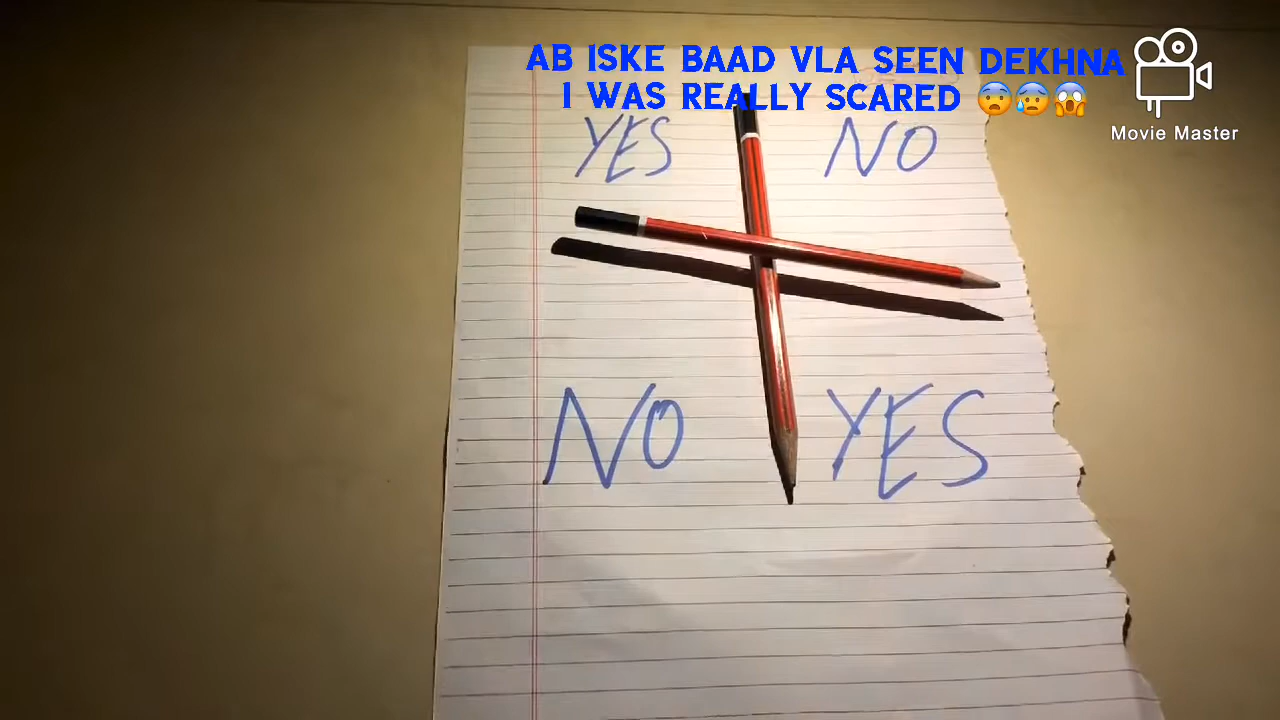 AB ISKE BAAD VLA SEEN DEKHNA
I WAS REALLY SCARED 😨😰😱
Movie Master
YES NO
NO YES